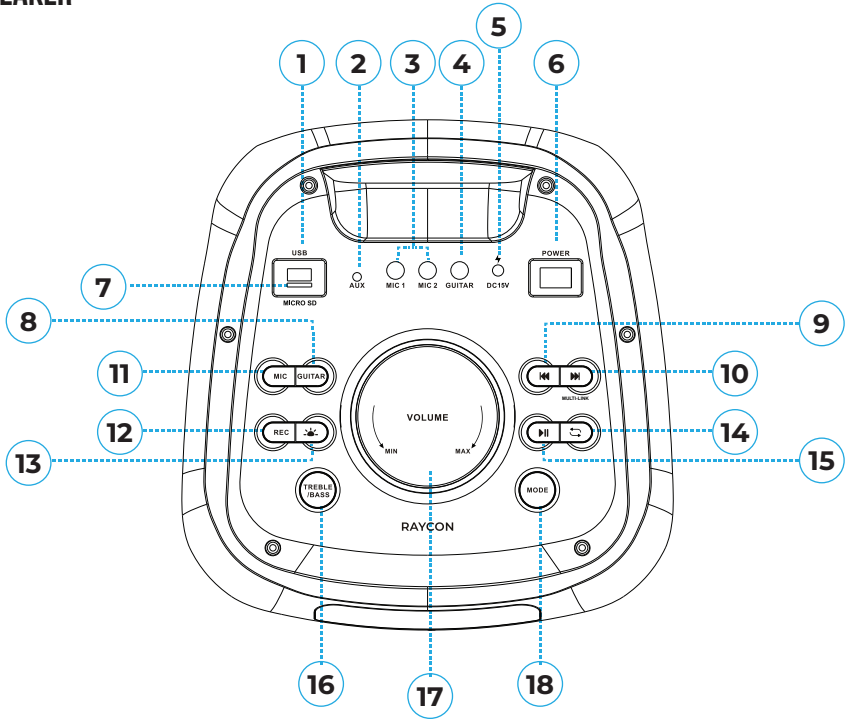 5
1 2 3 4 6
USB
POWER
AUX MIC 1 MIC 2 GUITAR DC15V
7
MICRO SD
8 9
11 MIC GUITAR 10
MULTI-LINK
12 REC VOLUME 14
13 MIN MAX 15
TREBLE
/BASS
MODE
RAYCON
16 17 18